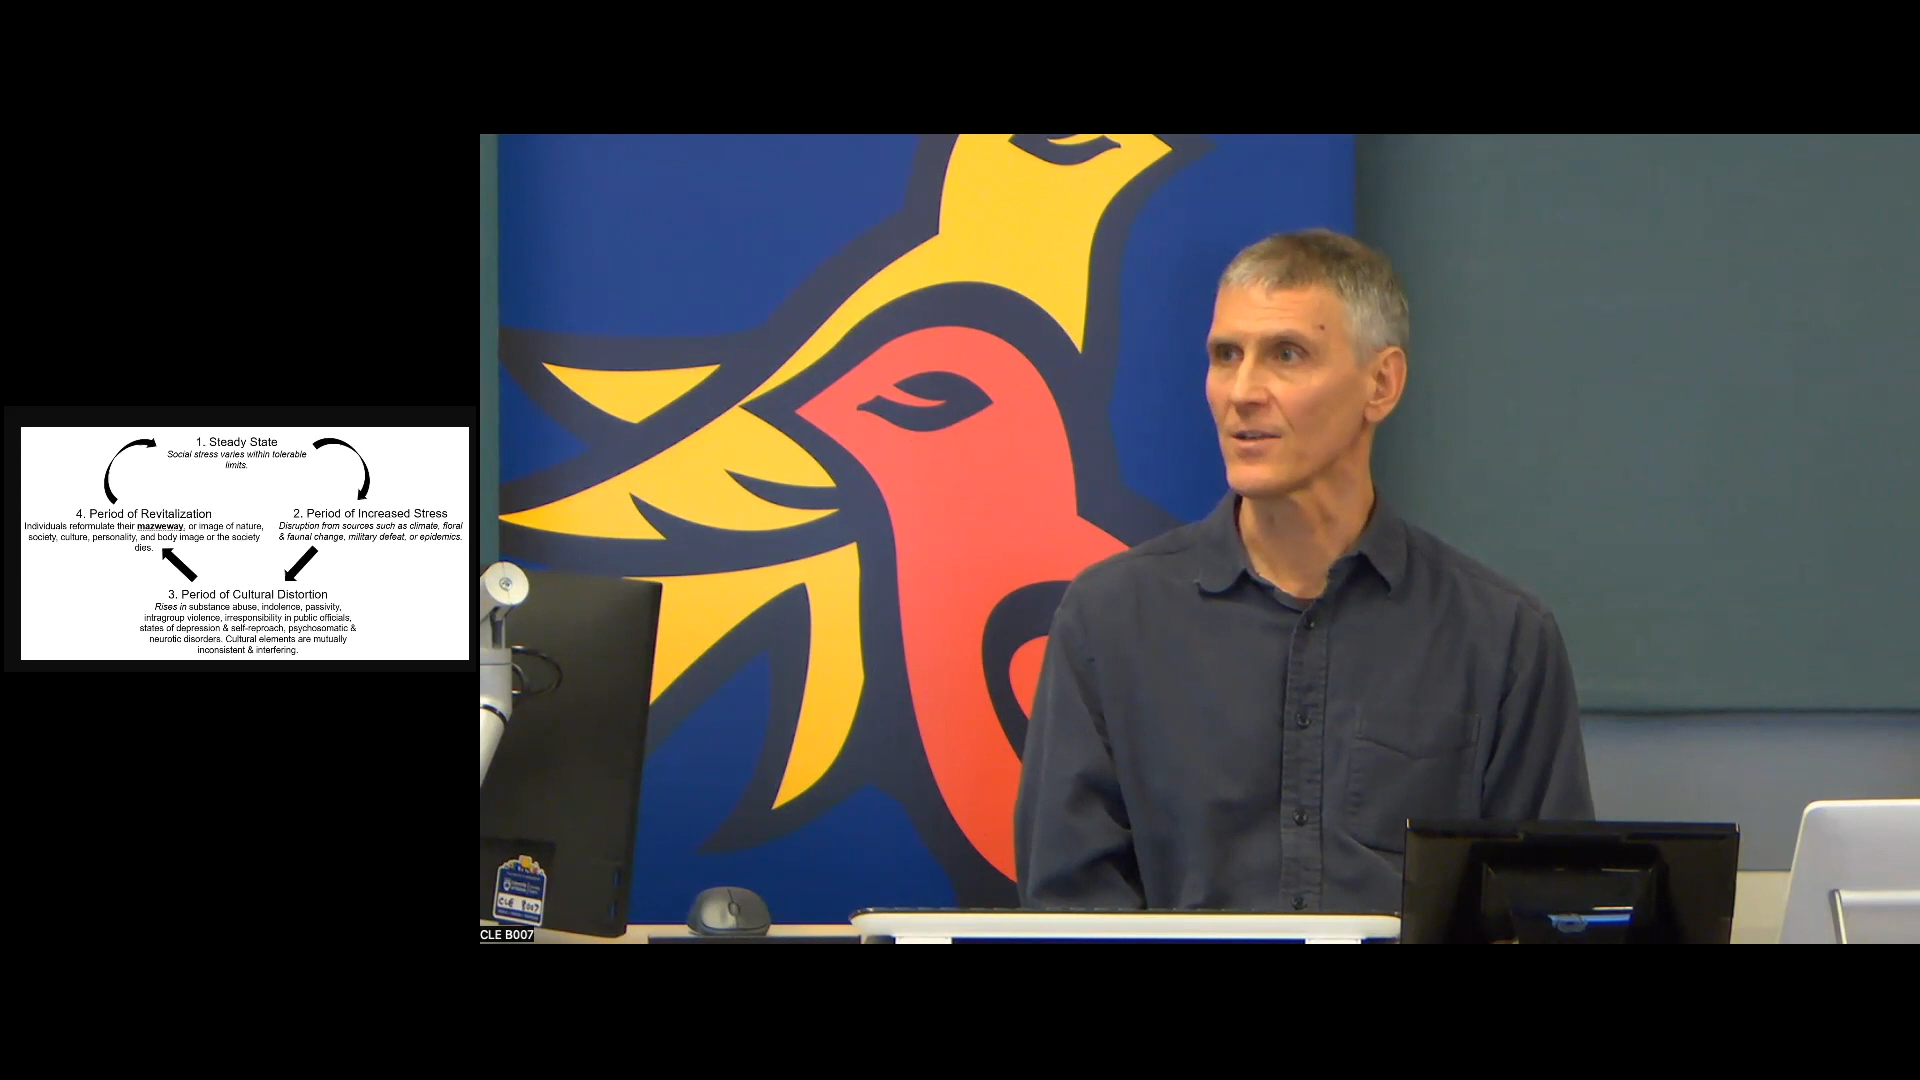 1. Steady State
Social stress varies within tolerable
limits.
4. Period of Revitalization
Individuals reformulate their mazweway, or image of nature,
society, culture, personality, and body image or the society
dies.
2. Period of Increased Stress
Disruption from sources such as climate, floral
& faunal change, military defeat, or epidemics.
3. Period of Cultural Distortion
Rises in substance abuse, indolence, passivity,
intragroup violence, irresponsibility in public officials,
states of depression & self-reproach, psychosomatic &
neurotic disorders. Cultural elements are mutually
inconsistent & interfering.
CLE B007
CLE B007